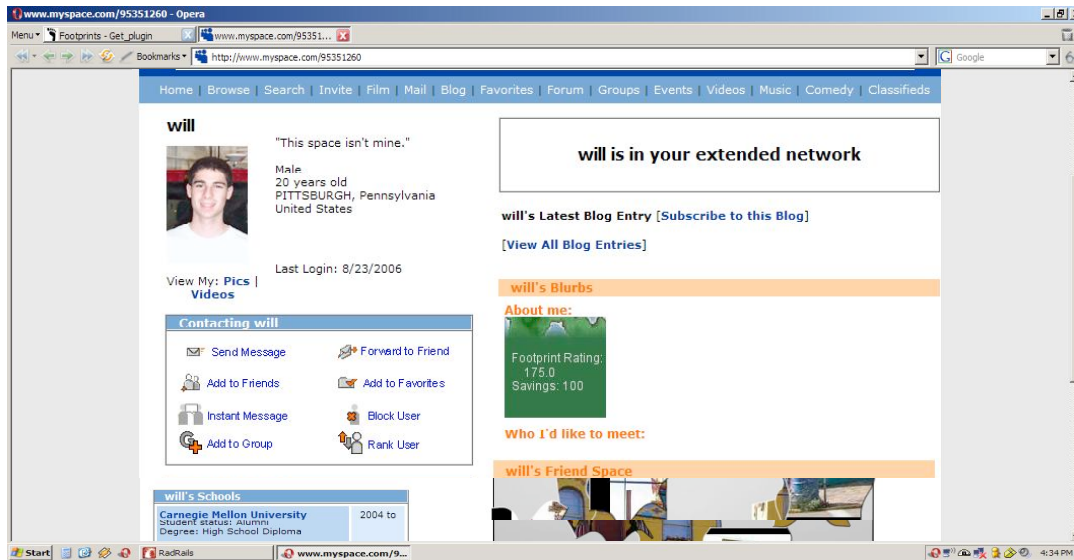 www.myspace.com/95351260 - Opera
Menu Footprints - Get_plugin www.myspace.com/95351...
Bookmarks http://www.myspace.com/95351260 Google
Home | Browse | Search | Invite | Film | Mail | Blog | Favorites | Forum | Groups | Events | Videos | Music | Comedy | Classifieds
will
"This space isn't mine."
Male
20 years old
PITTSBURGH, Pennsylvania
United States
Last Login: 8/23/2006
View My: Pics |
Videos
Contacting will
Send Message Forward to Friend
Add to Friends Add to Favorites
Instant Message Block User
Add to Group Rank User
will's Schools
Carnegie Mellon University 2004 to
Student status: Alumni
Degree: High School Diploma
will is in your extended network
will's Latest Blog Entry [Subscribe to this Blog]
[View All Blog Entries]
will's Blurbs
About me:
Footprint Rating:
175.0
Savings: 100
Who I'd like to meet:
will's Friend Space
Start RadRails www.myspace.com/9... 4:34 PM